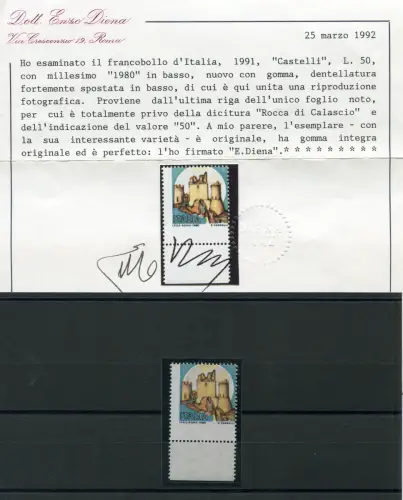 Dott. Enzo Diena
Via Crescenzio 19, Roma
25 marzo 1992
Ho esaminato il francobollo d'Italia, 1991, "Castelli", L. 50,
con millesimo "1980" in basso, nuovo con gomma, dentellatura
fortemente spostata in basso, di cui è qui unita una riproduzione
fotografica. Proviene dall'ultima riga dell'unico foglio noto,
per cui è totalmente privo della dicitura "Rocca di Calascio" e
dell'indicazione del valore "50". A mio parere, l'esemplare - con
la sua interessante varietà - è originale, ha gomma integra
originale ed è perfetto: l'ho firmato "E.Diena". * * * * * * * * *